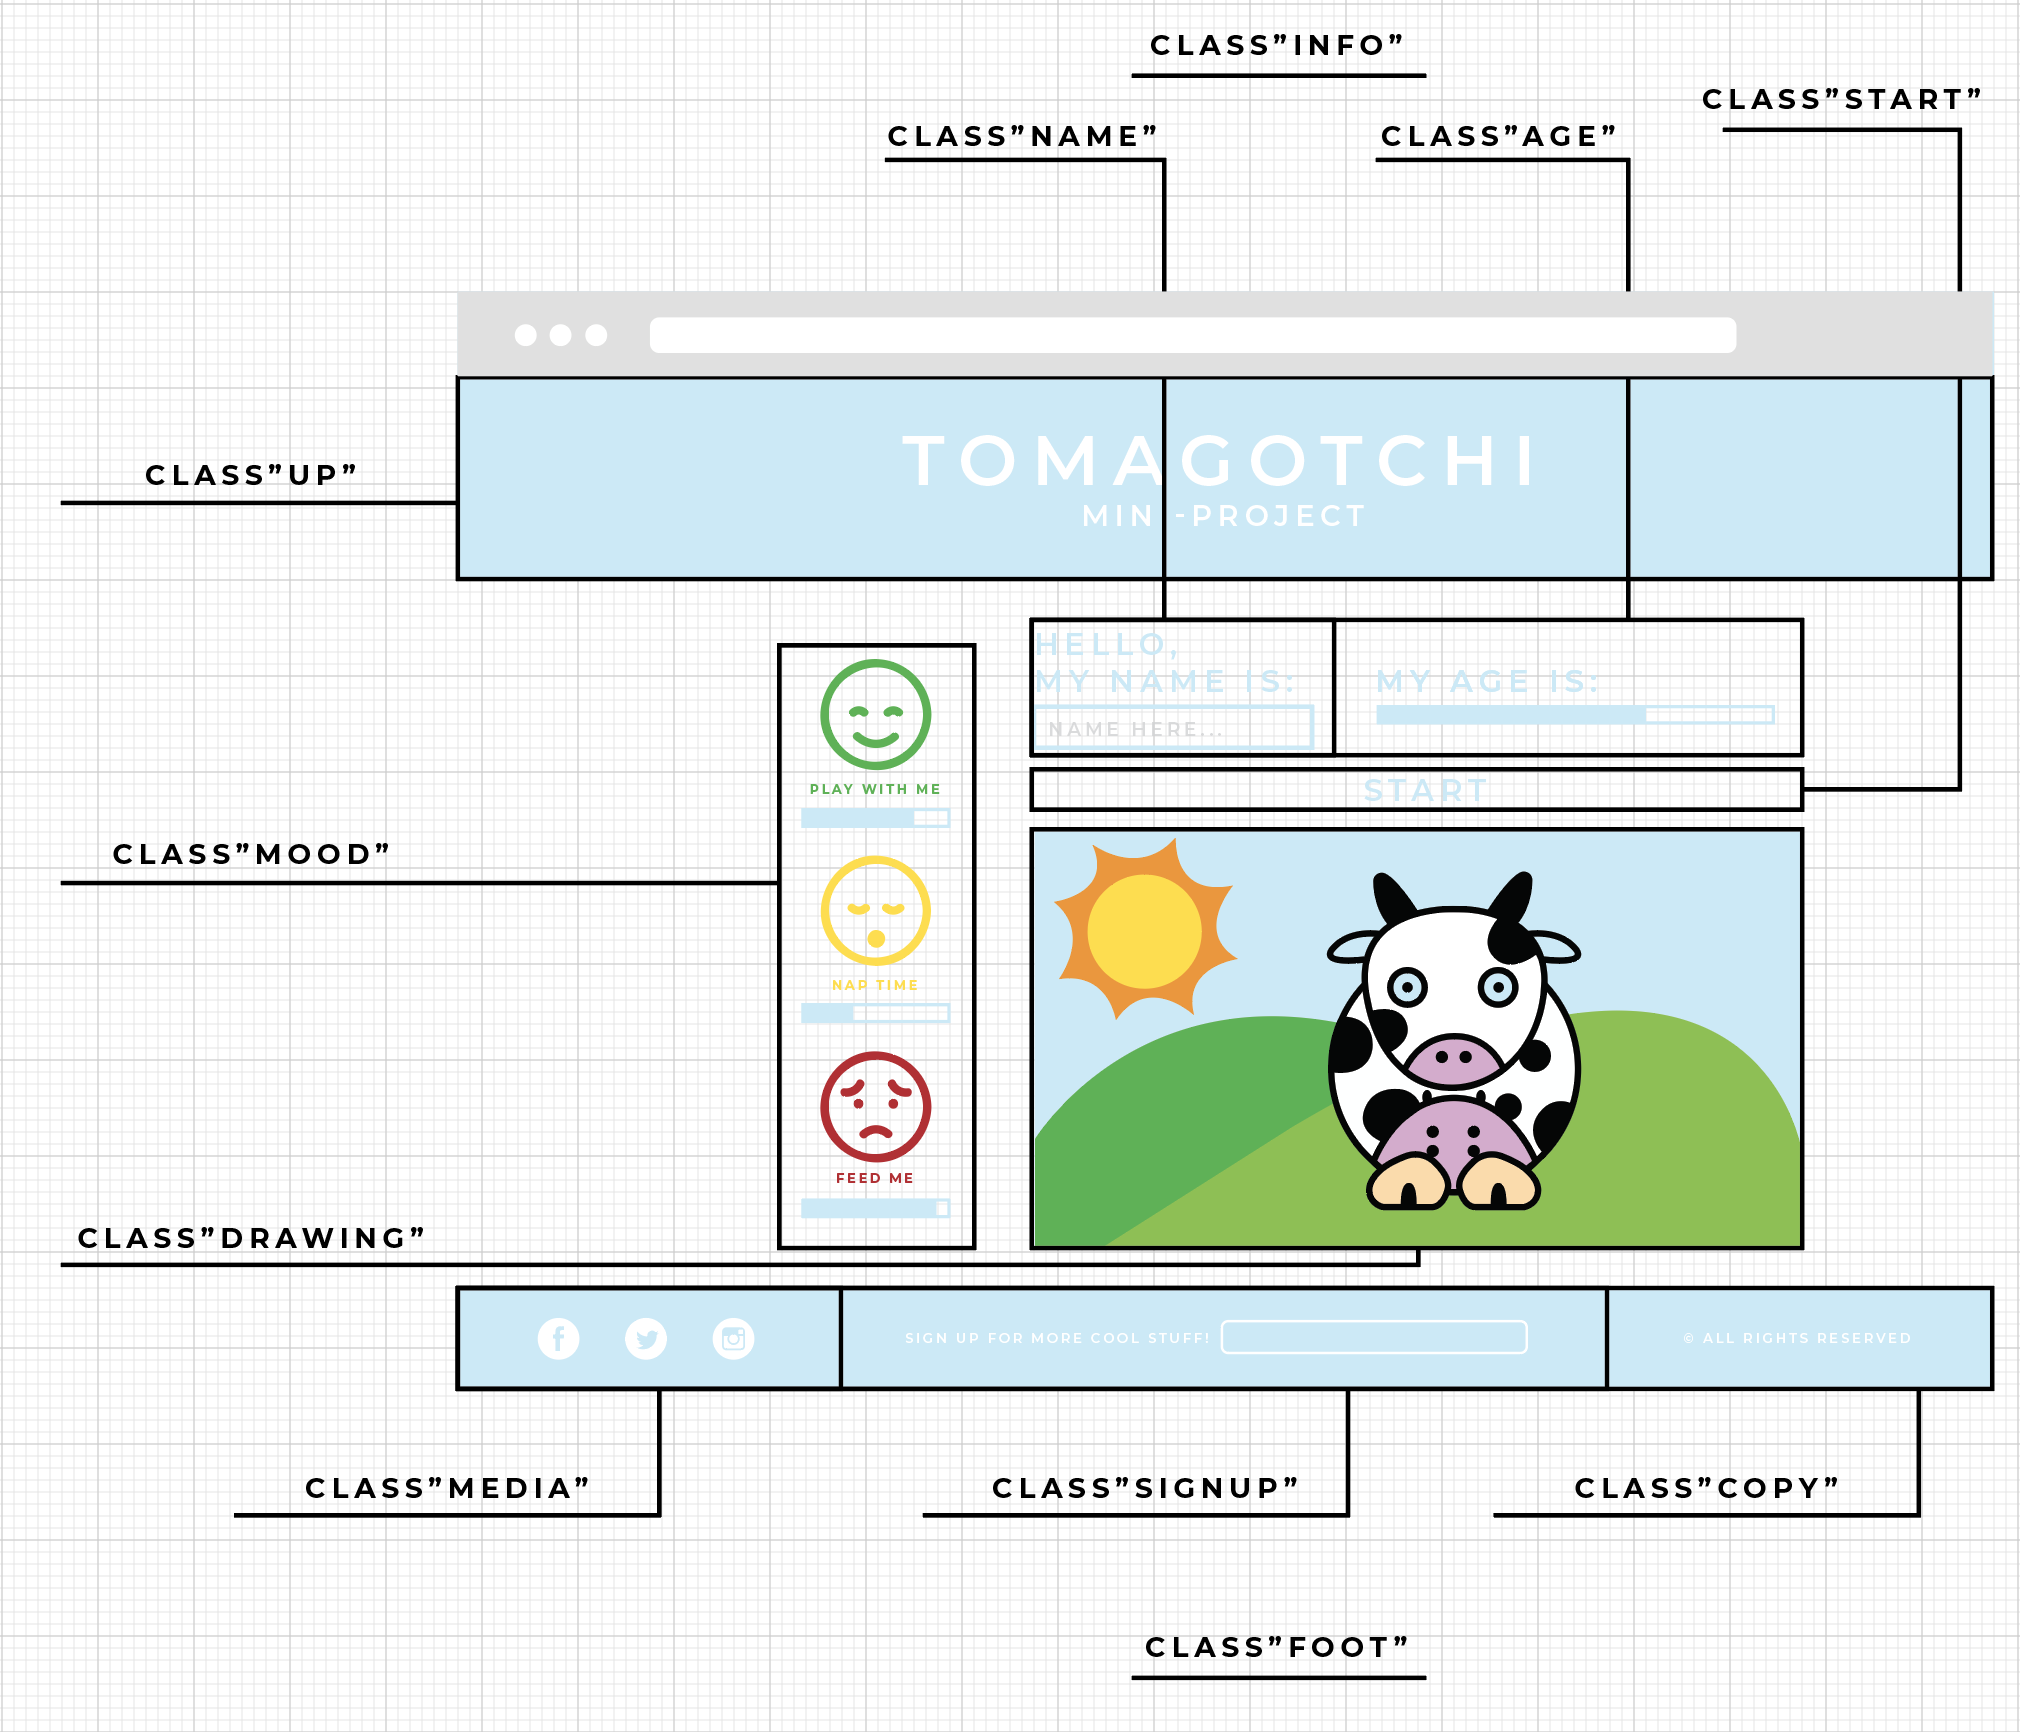 CLASS”INFO”
CLASS”START”
CLASS”NAME”
CLASS”AGE”
TOMAGOTCHI
MINI-PROJECT
CLASS”UP”
HELLO,
MY NAME IS:
NAME HERE...
MY AGE IS:
START
PLAY WITH ME
CLASS”MOOD”
NAP TIME
FEED ME
CLASS”DRAWING”
SIGN UP FOR MORE COOL STUFF!
© ALL RIGHTS RESERVED
CLASS”MEDIA”
CLASS”SIGNUP”
CLASS”COPY”
CLASS”FOOT”